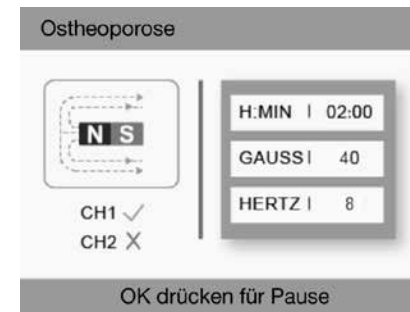 Ostheoporose
N S
CH1 ✓
CH2 X
H:MIN | 02:00
GAUSS | 40
HERTZ | 8
OK drücken für Pause